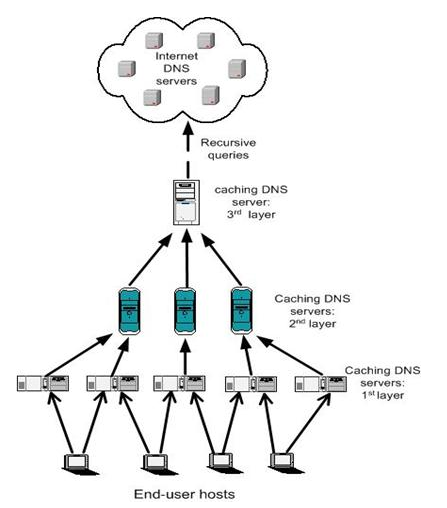 Internet
DNS
servers
Recursive
queries
caching DNS
server:
3rd layer
Caching DNS
servers:
2nd layer
Caching DNS
servers:
1st layer
End-user hosts